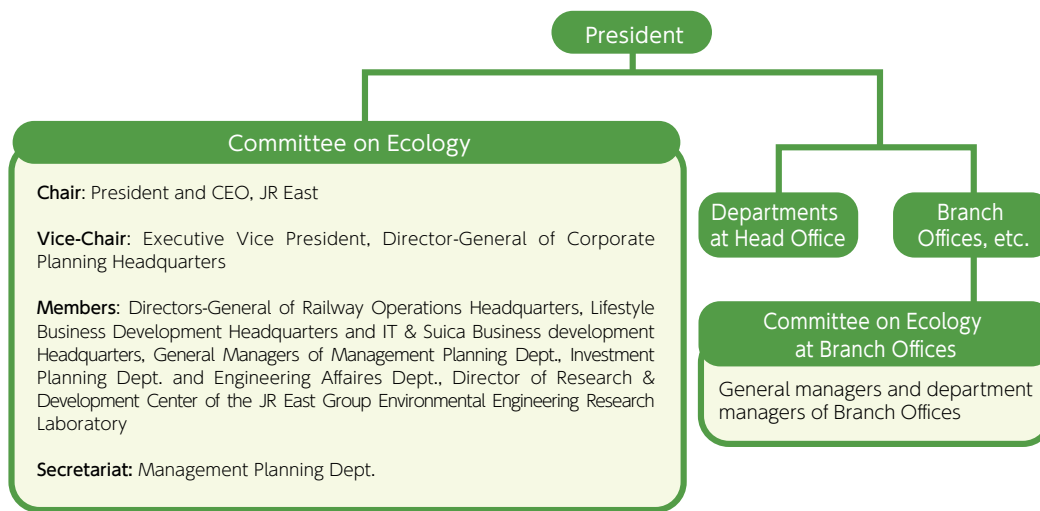 President
Committee on Ecology
Chair: President and CEO, JR East
Vice-Chair: Executive Vice President, Director-General of Corporate
Planning Headquarters
Members: Directors-General of Railway Operations Headquarters, Lifestyle
Business Development Headquarters and IT & Suica Business development
Headquarters, General Managers of Management Planning Dept., Investment
Planning Dept. and Engineering Affaires Dept., Director of Research &
Development Center of the JR East Group Environmental Engineering Research
Laboratory
Secretariat: Management Planning Dept.
Departments
at Head Office
Branch
Offices, etc.
Committee on Ecology
at Branch Offices
General managers and department
managers of Branch Offices